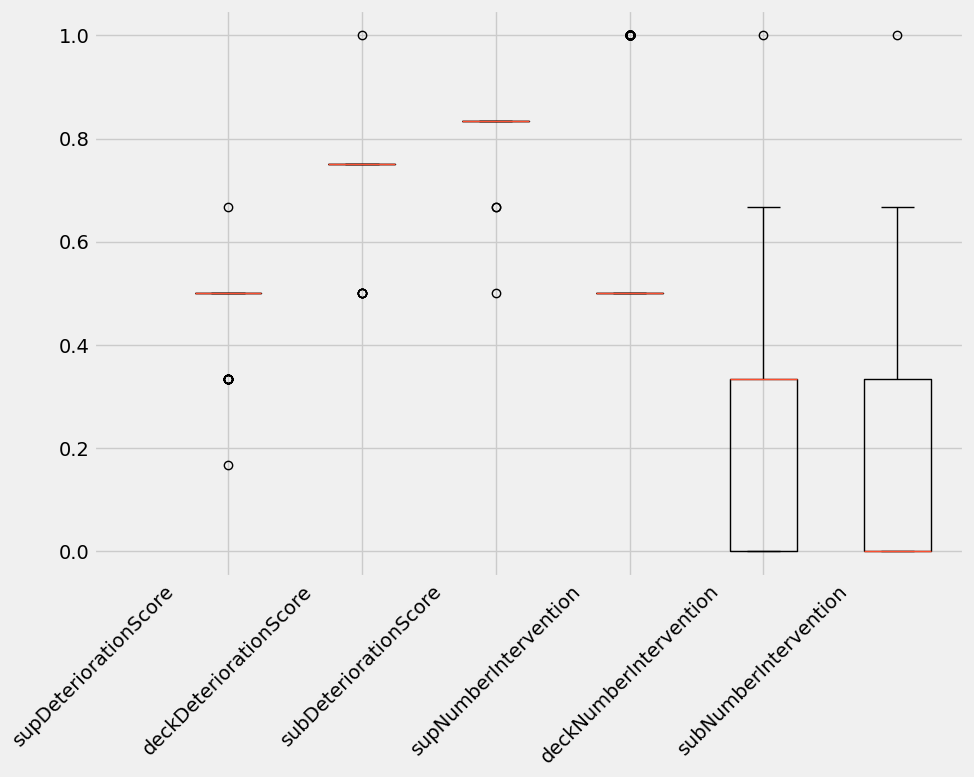 1.0
0.8
0.6
0.4
0.2
0.0
supDeteriorationScore
deckDeteriorationScore
subDeteriorationScore
supNumberIntervention
deckNumberIntervention
subNumberIntervention